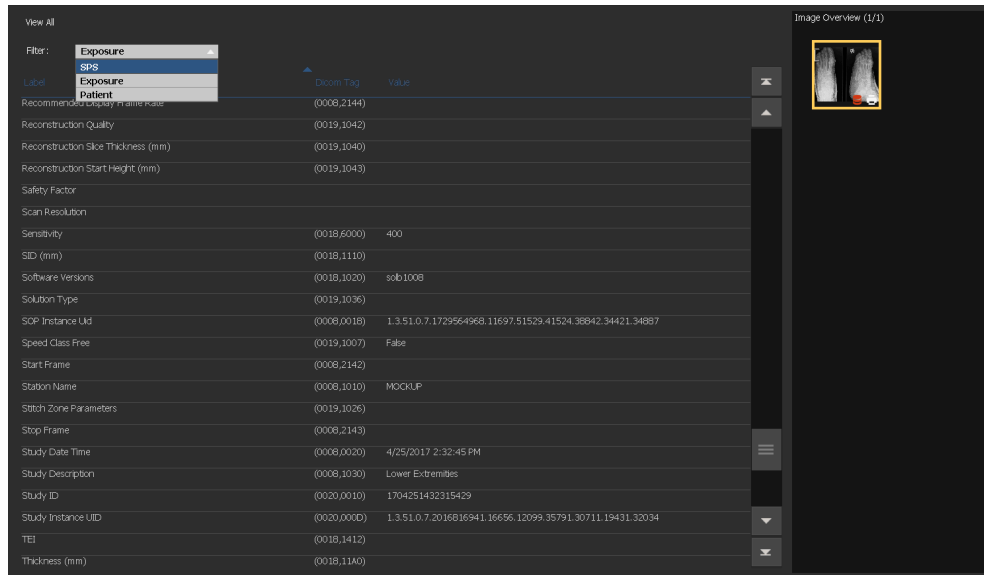 View All
Image Overview (1/1)
Filter: Exposure
SPS
Exposure
Patient
Label Dicom Tag Value
Recommended Display Frame Rate (0008,2144)
Reconstruction Quality (0019,1042)
Reconstruction Slice Thickness (mm) (0019,1040)
Reconstruction Start Height (mm) (0019,1043)
Safety Factor
Scan Resolution
Sensitivity (0018,6000) 400
SID (mm) (0018,1110)
Software Versions (0018,1020) solb1008
Solution Type (0019,1036)
SOP Instance Uid (0008,0018) 1.3.51.0.7.1729564968.11697.51529.41524.38842.34421.34887
Speed Class Free (0019,1007) False
Start Frame (0008,2142)
Station Name (0008,1010) MOCKUP
Stitch Zone Parameters (0019,1026)
Stop Frame (0008,2143)
Study Date Time (0008,0020) 4/25/2017 2:32:45 PM
Study Description (0008,1030) Lower Extremities
Study ID (0020,0010) 1704251432315429
Study Instance UID (0020,000D) 1.3.51.0.7.2016816941.16656.12099.35791.30711.19431.32034
TEI (0018,1412)
Thickness (mm) (0018,11A0)